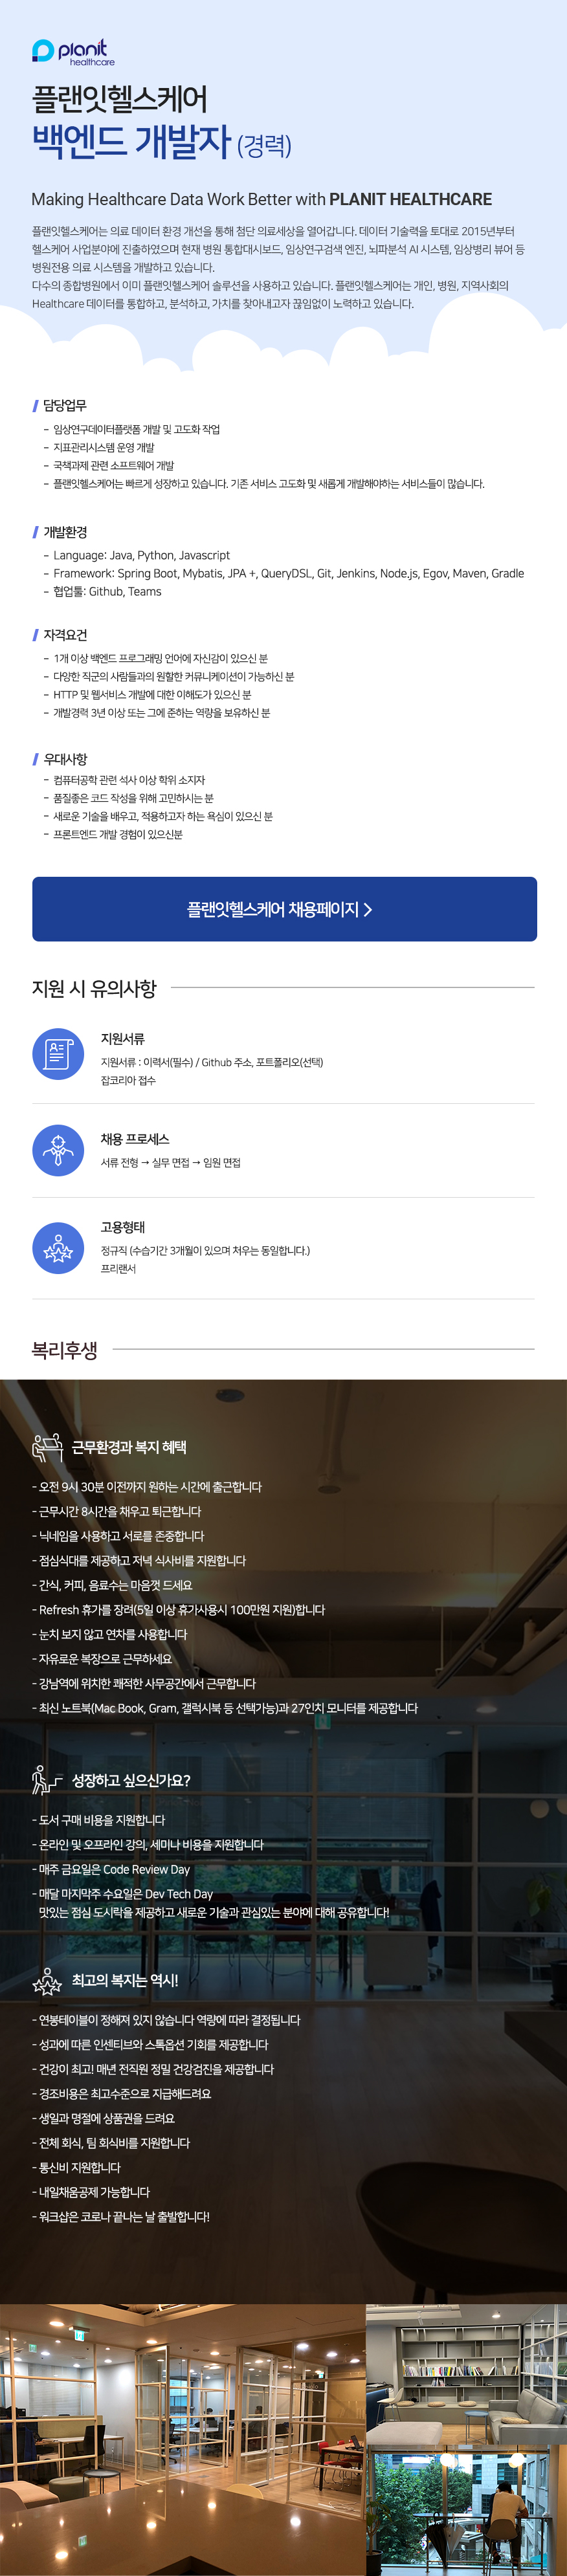 planit
healthcare
플랜잇헬스케어
백엔드 개발자 (경력)
Making Healthcare Data Work Better with PLANIT HEALTHCARE
플랜잇헬스케어는 의료 데이터 환경 개선을 통해 첨단 의료세상을 열어갑니다. 데이터 기술력을 토대로 2015년부터
헬스케어 사업분야에 진출하였으며 현재 병원 통합대시보드, 임상연구검색 엔진, 뇌파분석 AI 시스템, 임상병리 뷰어 등
병원전용 의료 시스템을 개발하고 있습니다.
다수의 종합병원에서 이미 플랜잇헬스케어 솔루션을 사용하고 있습니다. 플랜잇헬스케어는 개인, 병원, 지역사회의
Healthcare 데이터를 통합하고, 분석하고, 가치를 찾아내고자 끊임없이 노력하고 있습니다.
담당업무
- 임상연구데이터플랫폼 개발 및 고도화 작업
- 지표관리시스템 운영 개발
- 국책과제 관련 소프트웨어 개발
- 플랜잇헬스케어는 빠르게 성장하고 있습니다. 기존 서비스 고도화 및 새롭게 개발해야하는 서비스들이 많습니다.
개발환경
- Language: Java, Python, Javascript
- Framework: Spring Boot, Mybatis, JPA +, QueryDSL, Git, Jenkins, Node.js, Egov, Maven, Gradle
- 협업툴: Github, Teams
자격요건
- 1개 이상 백엔드 프로그래밍 언어에 자신감이 있으신 분
- 다양한 직군의 사람들과의 원할한 커뮤니케이션이 가능하신 분
- HTTP 및 웹서비스 개발에 대한 이해도가 있으신 분
- 개발경력 3년 이상 또는 그에 준하는 역량을 보유하신 분
우대사항
- 컴퓨터공학 관련 석사 이상 학위 소지자
- 품질좋은 코드 작성을 위해 고민하시는 분
- 새로운 기술을 배우고, 적용하고자 하는 욕심이 있으신 분
- 프론트엔드 개발 경험이 있으신분
플랜잇헬스케어 채용페이지 >
지원 시 유의사항
지원서류
지원서류 : 이력서(필수) / Github 주소, 포트폴리오(선택)
잡코리아 접수
채용 프로세스
서류 전형 → 실무 면접 → 임원 면접
고용형태
정규직 (수습기간 3개월이 있으며 처우는 동일합니다.)
프리랜서
복리후생
근무환경과 복지 혜택
- 오전 9시 30분 이전까지 원하는 시간에 출근합니다
- 근무시간 8시간을 채우고 퇴근합니다
- 닉네임을 사용하고 서로를 존중합니다
- 점심식대를 제공하고 저녁 식사비를 지원합니다
- 간식, 커피, 음료수는 마음껏 드세요
- Refresh 휴가를 장려(5일 이상 휴가사용시 100만원 지원)합니다
- 눈치 보지 않고 연차를 사용합니다
- 자유로운 복장으로 근무하세요
- 강남역에 위치한 쾌적한 사무공간에서 근무합니다
- 최신 노트북(Mac Book, Gram, 갤럭시북 등 선택가능)과 27인치 모니터를 제공합니다
성장하고 싶으신가요?
- 도서 구매 비용을 지원합니다
- 온라인 및 오프라인 강의, 세미나 비용을 지원합니다
- 매주 금요일은 Code Review Day
- 매달 마지막주 수요일은 Dev Tech Day
맛있는 점심 도시락을 제공하고 새로운 기술과 관심있는 분야에 대해 공유합니다!
최고의 복지는 역시!
- 연봉테이블이 정해져 있지 않습니다 역량에 따라 결정됩니다
- 성과에 따른 인센티브와 스톡옵션 기회를 제공합니다
- 건강이 최고! 매년 전직원 정밀 건강검진을 제공합니다
- 경조비용은 최고수준으로 지급해드려요
- 생일과 명절에 상품권을 드려요
- 전체 회식, 팀 회식비를 지원합니다
- 통신비 지원합니다
- 내일채움공제 가능합니다
- 워크샵은 코로나 끝나는 날 출발합니다!